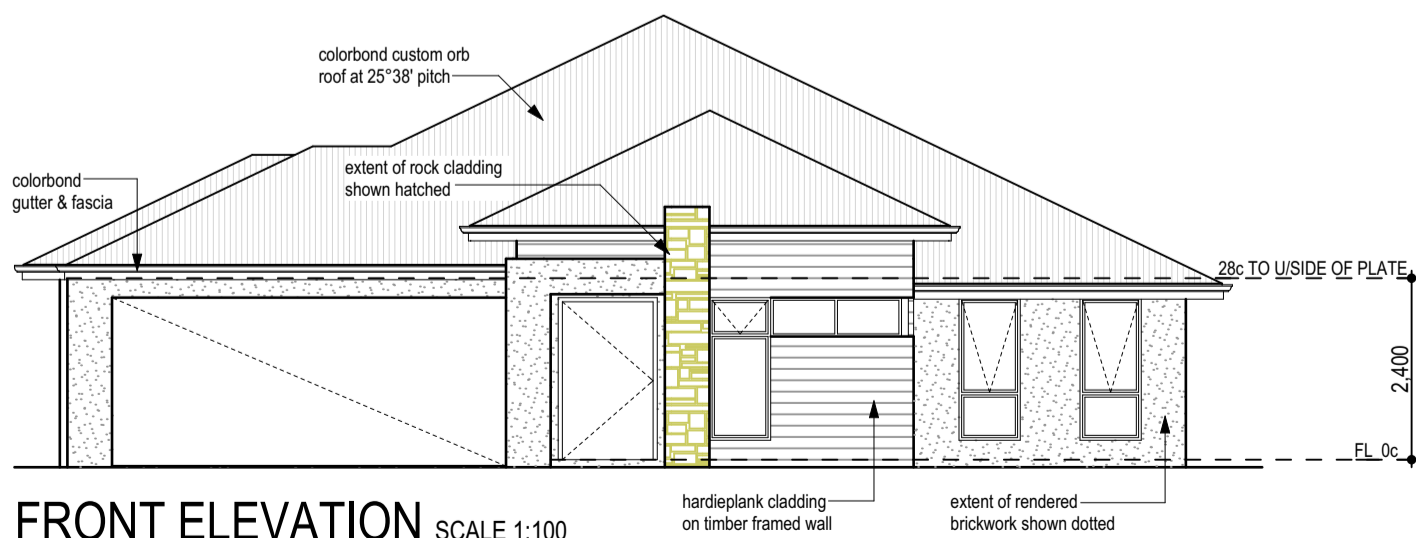 colorbond custom orb
roof at 25°38' pitch
extent of rock cladding
shown hatched
colorbond
gutter & fascia
28c TO U/SIDE OF PLATE
2,400
FL 0c
hardieplank cladding
on timber framed wall
extent of rendered
brickwork shown dotted
FRONT ELEVATION SCALE 1:100